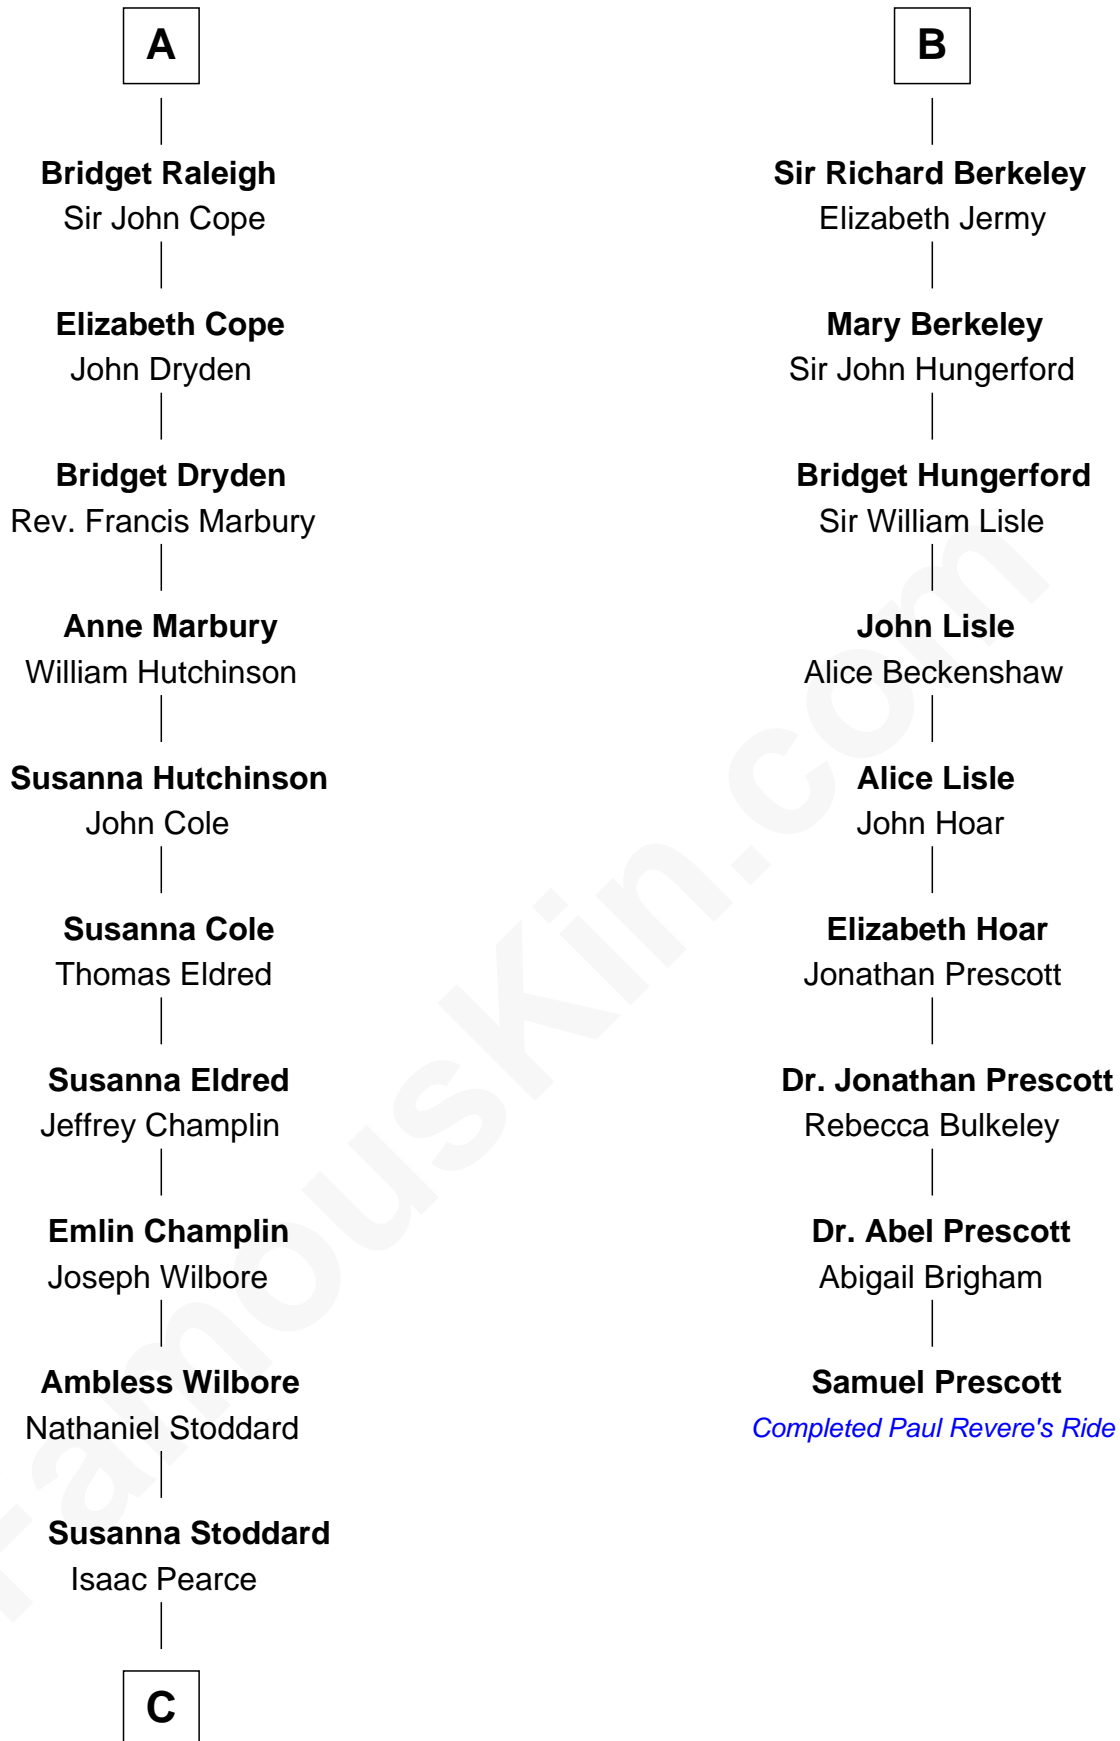 A
Bridget Raleigh
Sir John Cope
Elizabeth Cope
John Dryden
Bridget Dryden
Rev. Francis Marbury
Anne Marbury
William Hutchinson
Susanna Hutchinson
John Cole
Susanna Cole
Thomas Eldred
Susanna Eldred
Jeffrey Champlin
Emlin Champlin
Joseph Wilbore
Ambless Wilbore
Nathaniel Stoddard
Susanna Stoddard
Isaac Pearce
C
B
Sir Richard Berkeley
Elizabeth Jermy
Mary Berkeley
Sir John Hungerford
Bridget Hungerford
Sir William Lisle
John Lisle
Alice Beckenshaw
Alice Lisle
John Hoar
Elizabeth Hoar
Jonathan Prescott
Dr. Jonathan Prescott
Rebecca Bulkeley
Dr. Abel Prescott
Abigail Brigham
Samuel Prescott
Completed Paul Revere's Ride
FamousKin.com